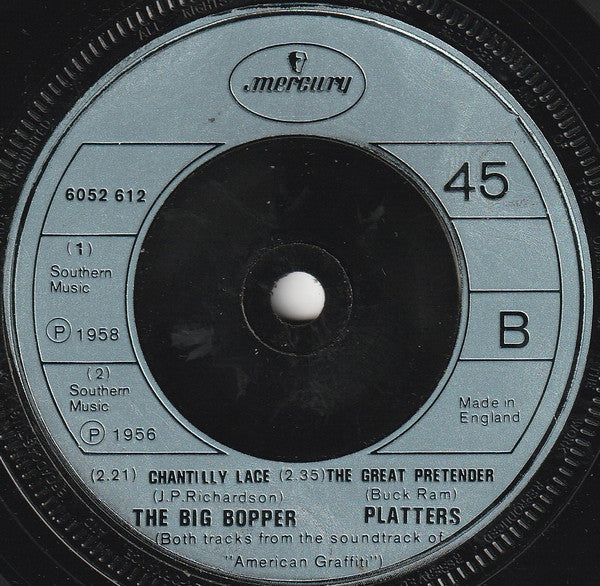 mercury
6052 612
45
(1)
Southern
Music
Ⓟ 1958
B
(2)
Southern
Music
Ⓟ 1956
Made in
England
(2.21) CHANTILLY LACE (2.35) THE GREAT PRETENDER
(J.P.Richardson) (Buck Ram)
THE BIG BOPPER PLATTERS
(Both tracks from the soundtrack of
"American Graffiti")